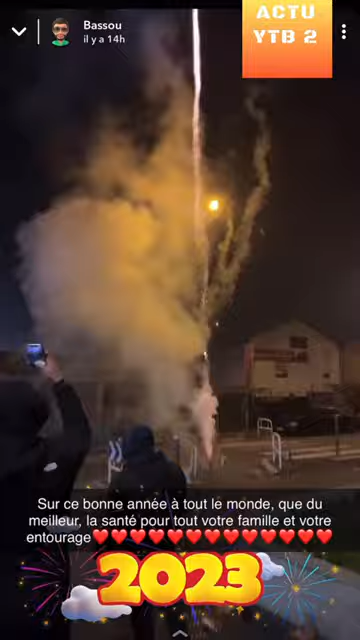 Bassou
il y a 14h
ACTU
YTB 2
Sur ce bonne année à tout le monde, que du
meilleur, la santé pour tout votre famille et votre
entourage❤️❤️❤️❤️❤️❤️❤️❤️❤️❤️❤️❤️❤️
2023